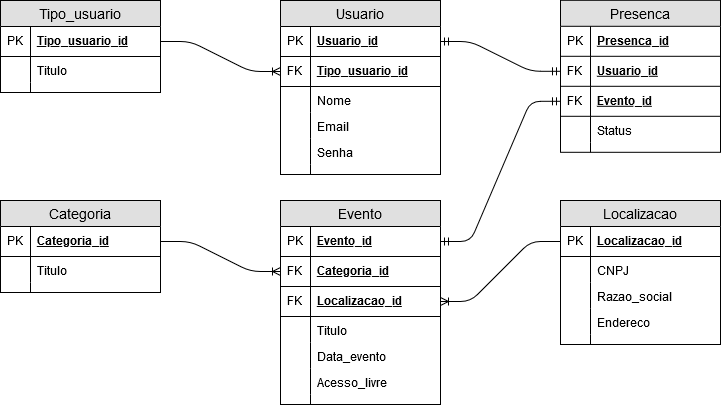 Tipo_usuario
PK Tipo_usuario_id
Titulo
Usuario
PK Usuario_id
FK Tipo_usuario_id
Nome
Email
Senha
Presenca
PK Presenca_id
FK Usuario_id
FK Evento_id
Status
Categoria
PK Categoria_id
Titulo
Evento
PK Evento_id
FK Categoria_id
FK Localizacao_id
Titulo
Data_evento
Acesso_livre
Localizacao
PK Localizacao_id
CNPJ
Razao_social
Endereco